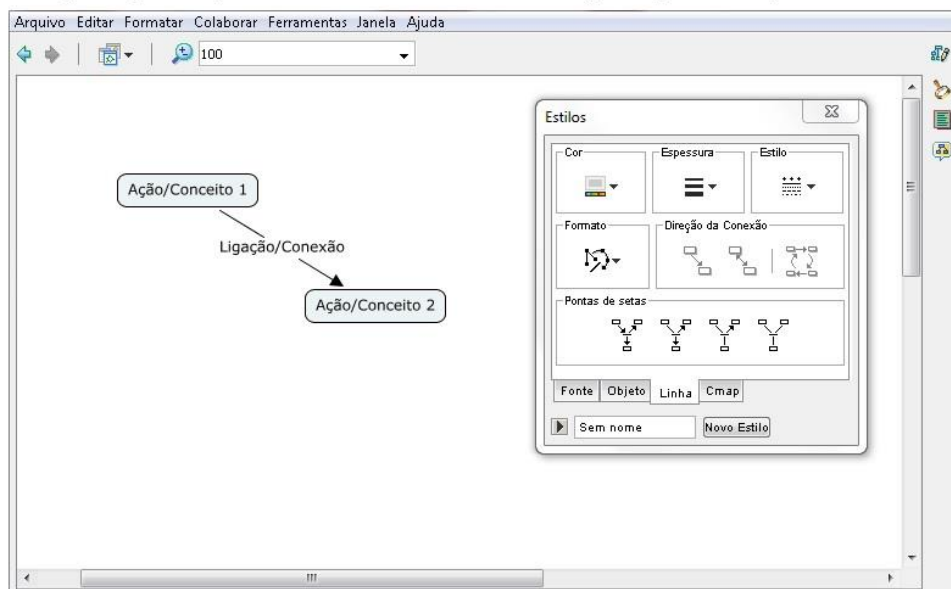 Arquivo Editar Formatar Colaborar Ferramentas Janela Ajuda
100
Ação/Conceito 1
Ligação/Conexão
Ação/Conceito 2
Estilos
Cor Espessura Estilo
Formato Direção da Conexão
Pontas de setas
Fonte Objeto Linha Cmap
Sem nome Novo Estilo